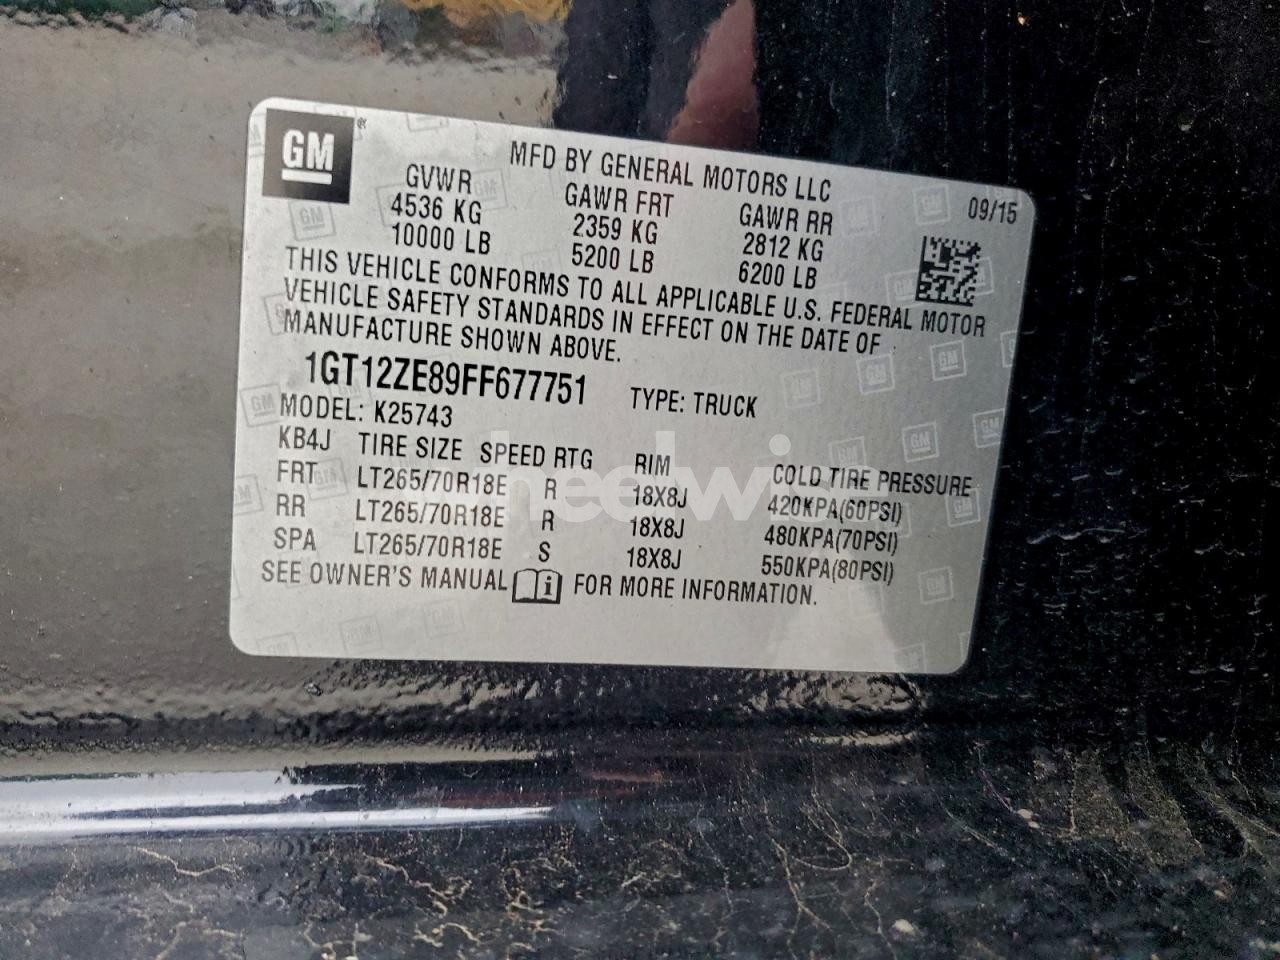 GM
MFD BY GENERAL MOTORS LLC
09/15
GVWR GAWR FRT GAWR RR
4536 KG 2359 KG 2812 KG
10000 LB 5200 LB 6200 LB
THIS VEHICLE CONFORMS TO ALL APPLICABLE U.S. FEDERAL MOTOR
VEHICLE SAFETY STANDARDS IN EFFECT ON THE DATE OF
MANUFACTURE SHOWN ABOVE.
1GT12ZE89FF677751 TYPE: TRUCK
MODEL: K25743
KB4J TIRE SIZE SPEED RTG RIM COLD TIRE PRESSURE
FRT LT265/70R18E R 18X8J 420KPA(60PSI)
RR LT265/70R18E R 18X8J 480KPA(70PSI)
SPA LT265/70R18E S 18X8J 550KPA(80PSI)
SEE OWNER'S MANUAL i FOR MORE INFORMATION.
wheelwise